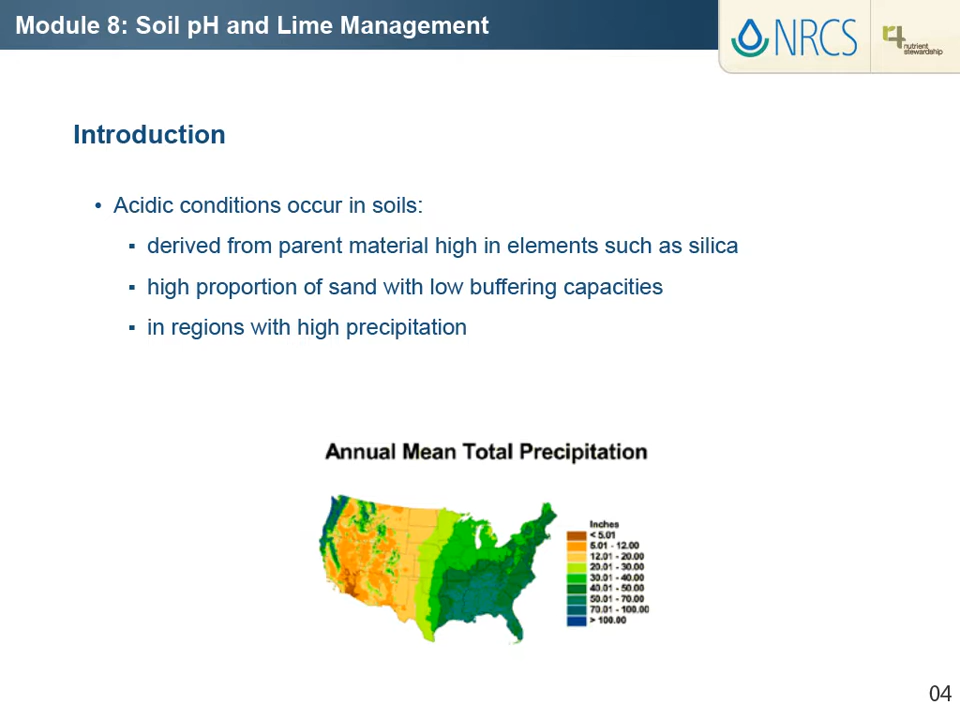 Module 8: Soil pH and Lime Management
NRCS
r4 nutrient
stewardship
Introduction
• Acidic conditions occur in soils:
▪ derived from parent material high in elements such as silica
▪ high proportion of sand with low buffering capacities
▪ in regions with high precipitation
Annual Mean Total Precipitation
Inches
< 5.01
5.01 - 12.00
12.01 - 20.00
20.01 - 30.00
30.01 - 40.00
40.01 - 50.00
50.01 - 70.00
70.01 - 100.00
> 100.00
04